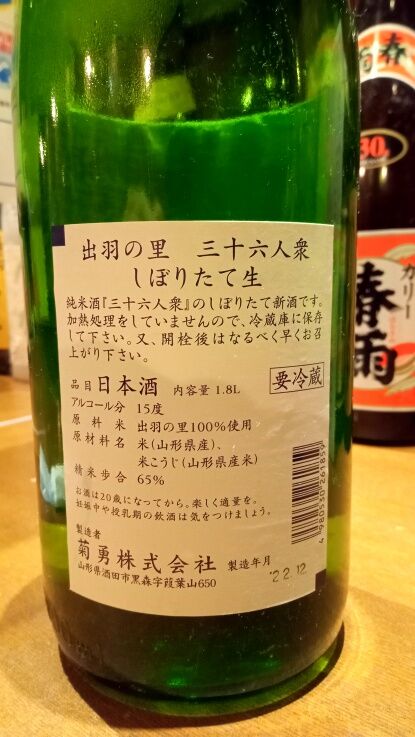 出羽の里 三十六人衆
しぼりたて生
純米酒『三十六人衆』のしぼりたて新酒です。
加熱処理をしていませんので、冷蔵庫に保存
して下さい。又、開栓後はなるべく早くお召
上がり下さい。
品目 日本酒 内容量 1.8L
要冷蔵
アルコール分 15度
原料米 出羽の里100%使用
原材料名 米(山形県産)、
米こうじ(山形県産米)
精米歩合 65%
お酒は20歳になってから。楽しく適量を。
妊娠中や授乳期の飲酒は気をつけましょう。
製造者
菊勇株式会社 製造年月 '22.12
山形県酒田市黒森字葭葉山650
春
30
カリー
春雨